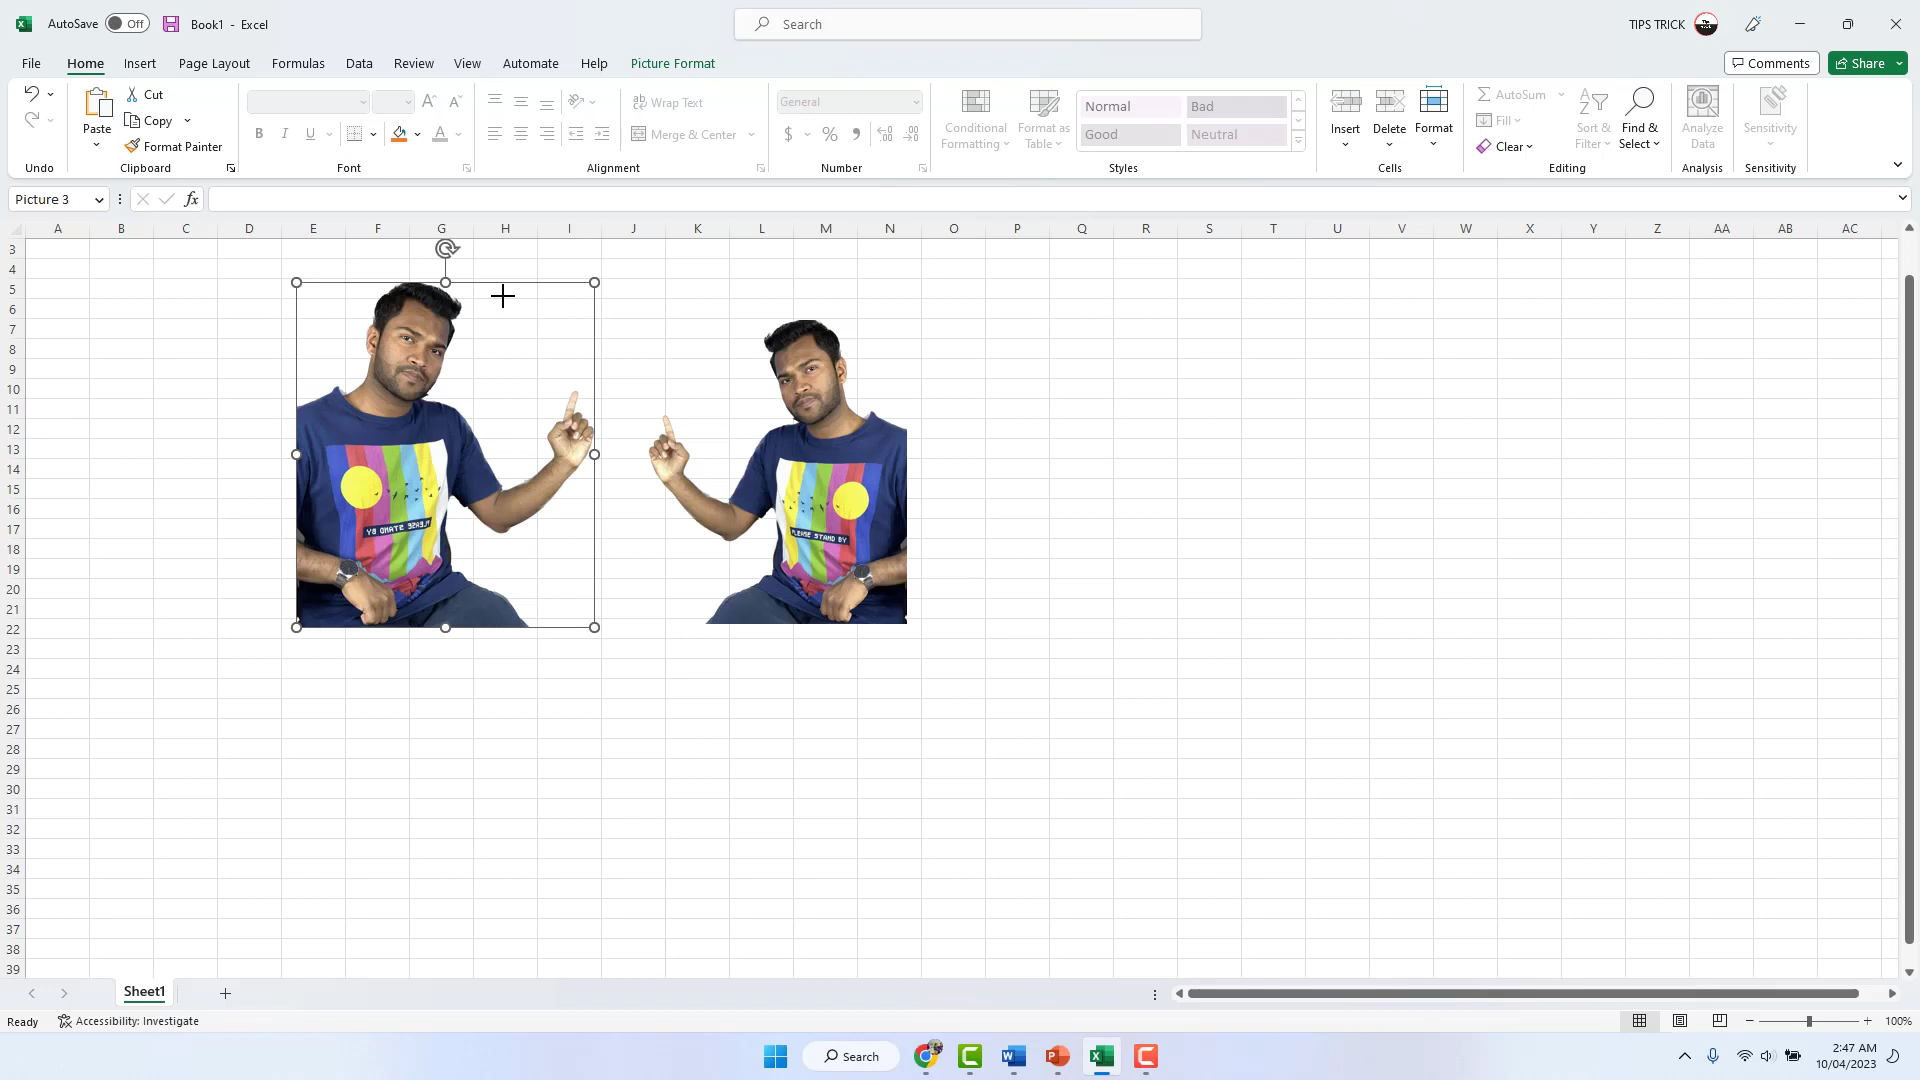 AutoSave Off Book1 - Excel Search TIPS TRICK
File Home Insert Page Layout Formulas Data Review View Automate Help Picture Format Comments Share
Cut
Copy
Format Painter
Paste
General
Wrap Text
Merge & Center
$ % ,
B I U
Conditional Formatting
Format as Table
Normal Bad
Good Neutral
Insert Delete Format
AutoSum
Fill
Clear
Sort & Filter
Find & Select
Analyze Data
Sensitivity
Undo Clipboard Font Alignment Number Styles Cells Editing Analysis Sensitivity
Picture 3 fx
A B C D E F G H I J K L M N O P Q R S T U V W X Y Z AA AB AC
3
4
5
6
7
8
9
10
11
12
13
14
15
16
17
18
19
20
21
22
23
24
25
26
27
28
29
30
31
32
33
34
35
36
37
38
39
PLEASE STAND BY
PLEASE STAND BY
Sheet1
Ready Accessibility: Investigate 100%
Search
2:47 AM
10/04/2023